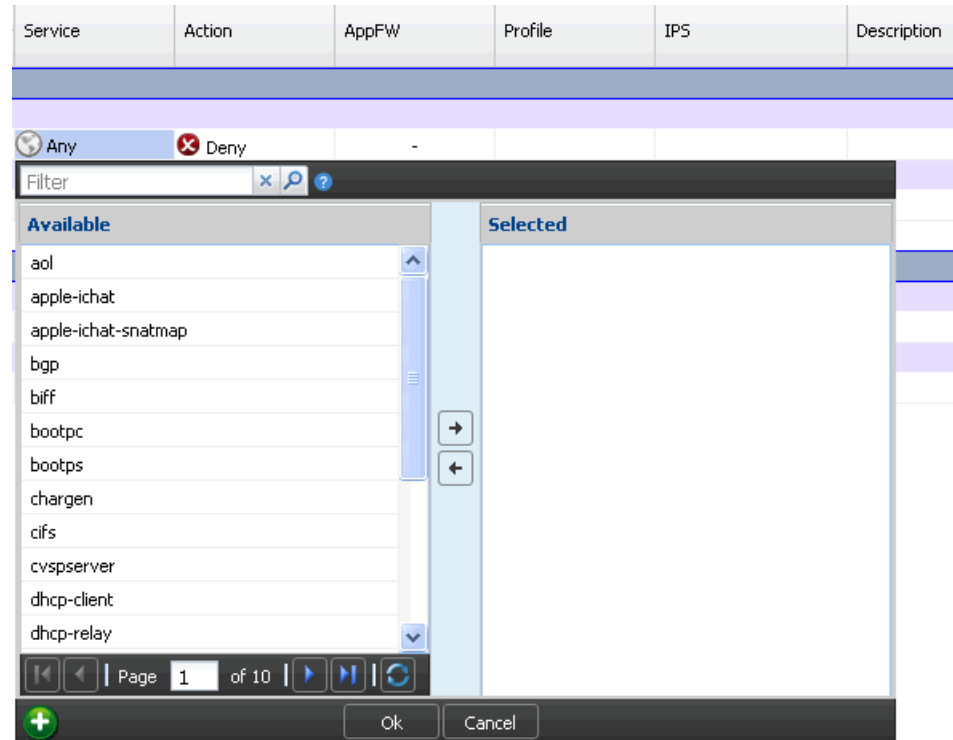 Service Action AppFW Profile IPS Description
Any Deny -
Filter
Available Selected
aol
apple-ichat
apple-ichat-snatmap
bgp
biff
bootpc
bootps
chargen
cifs
cvspserver
dhcp-client
dhcp-relay
Page 1 of 10
Ok Cancel